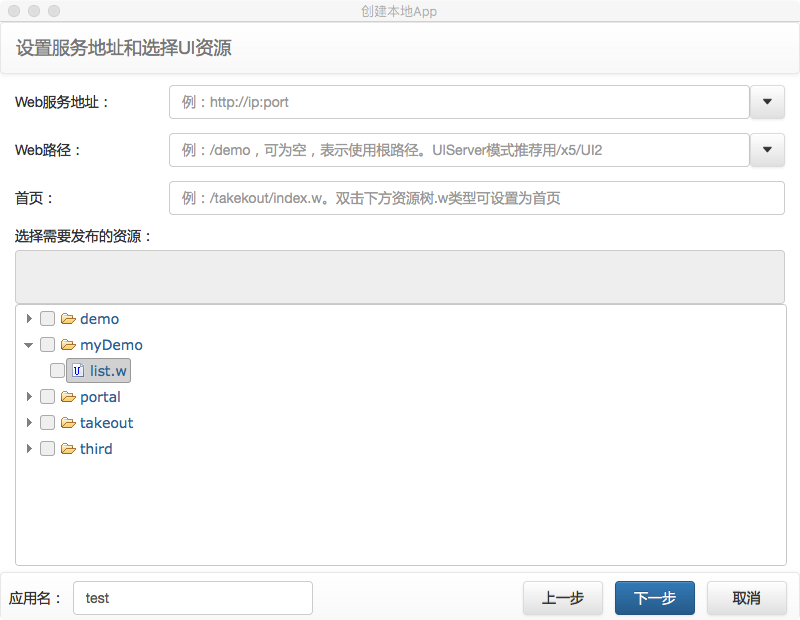 创建本地App
设置服务地址和选择UI资源
Web服务地址：
例：http://ip:port
Web路径：
例：/demo，可为空，表示使用根路径。UIServer模式推荐用/x5/UI2
首页：
例：/takekout/index.w。双击下方资源树.w类型可设置为首页
选择需要发布的资源：
demo
myDemo
list.w
portal
takeout
third
应用名：
test
上一步
下一步
取消